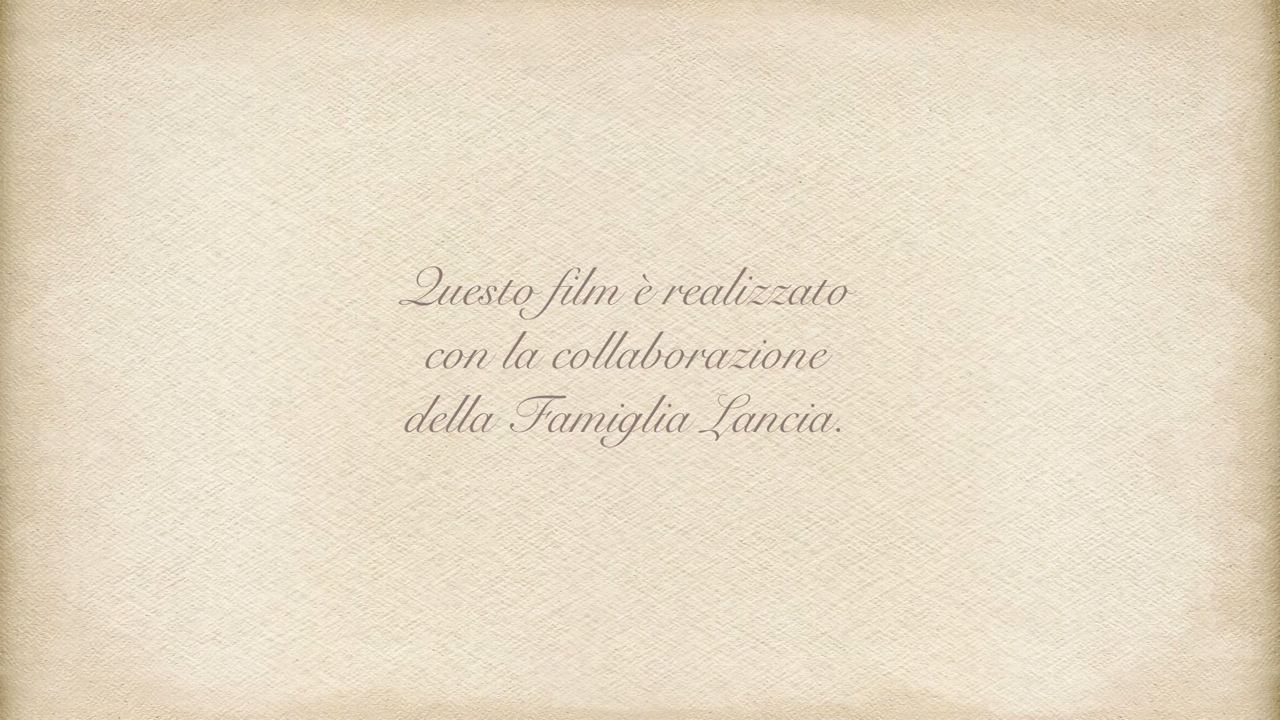 Questo film è realizzato
con la collaborazione
della Famiglia Lancia.